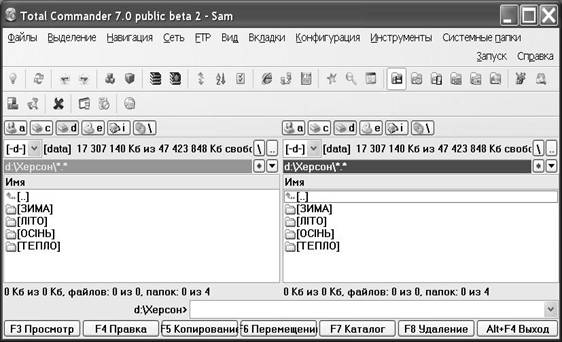 Total Commander 7.0 public beta 2 - Sam
Файлы Выделение Навигация Сеть FTP Вид Вкладки Конфигурация Инструменты Системные папки
Запуск Справка
a c d e i \ a c d e i \
[-d-] [data] 17 307 140 Кб из 47 423 848 Кб свобо \ .. [-d-] [data] 17 307 140 Кб из 47 423 848 Кб свобо \ ..
d:\Херсон\*.* * d:\Херсон\*.* *
Имя Имя
[..] [..]
[ЗИМА] [ЗИМА]
[ЛІТО] [ЛІТО]
[ОСІНЬ] [ОСІНЬ]
[ТЕПЛО] [ТЕПЛО]
0 Кб из 0 Кб, файлов: 0 из 0, папок: 0 из 4 0 Кб из 0 Кб, файлов: 0 из 0, папок: 0 из 4
d:\Херсон>
F3 Просмотр F4 Правка F5 Копировани F6 Перемещени F7 Каталог F8 Удаление Alt+F4 Выход